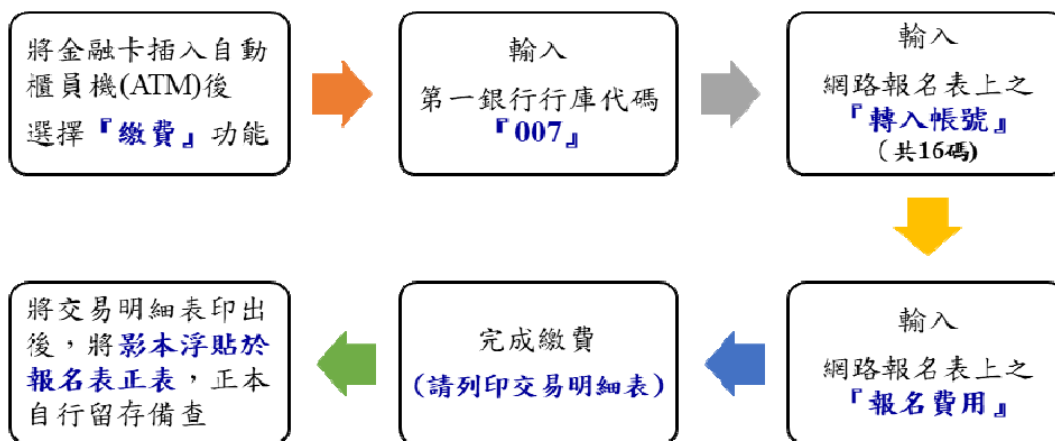 將金融卡插入自動
櫃員機(ATM)後
選擇『繳費』功能
輸入
第一銀行行庫代碼
『007』
輸入
網路報名表上之
『轉入帳號』
(共16碼)
輸入
網路報名表上之
『報名費用』
完成繳費
(請列印交易明細表)
將交易明細表印出
後，將影本浮貼於
報名表正表，正本
自行留存備查